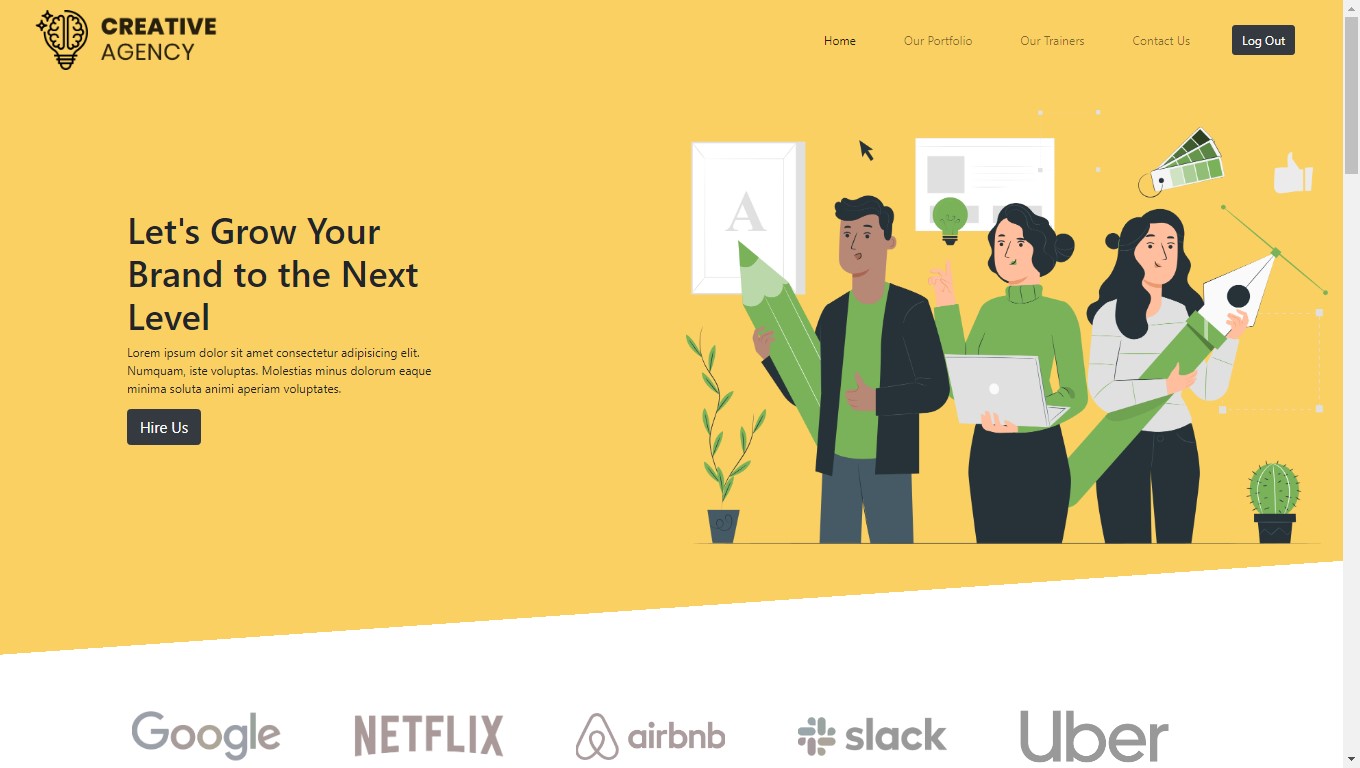 CREATIVE
AGENCY
Home Our Portfolio Our Trainers Contact Us Log Out
A
Let's Grow Your
Brand to the Next
Level
Lorem ipsum dolor sit amet consectetur adipisicing elit.
Numquam, iste voluptas. Molestias minus dolorum eaque
minima soluta animi aperiam voluptates.
Hire Us
Google NETFLIX airbnb slack Uber